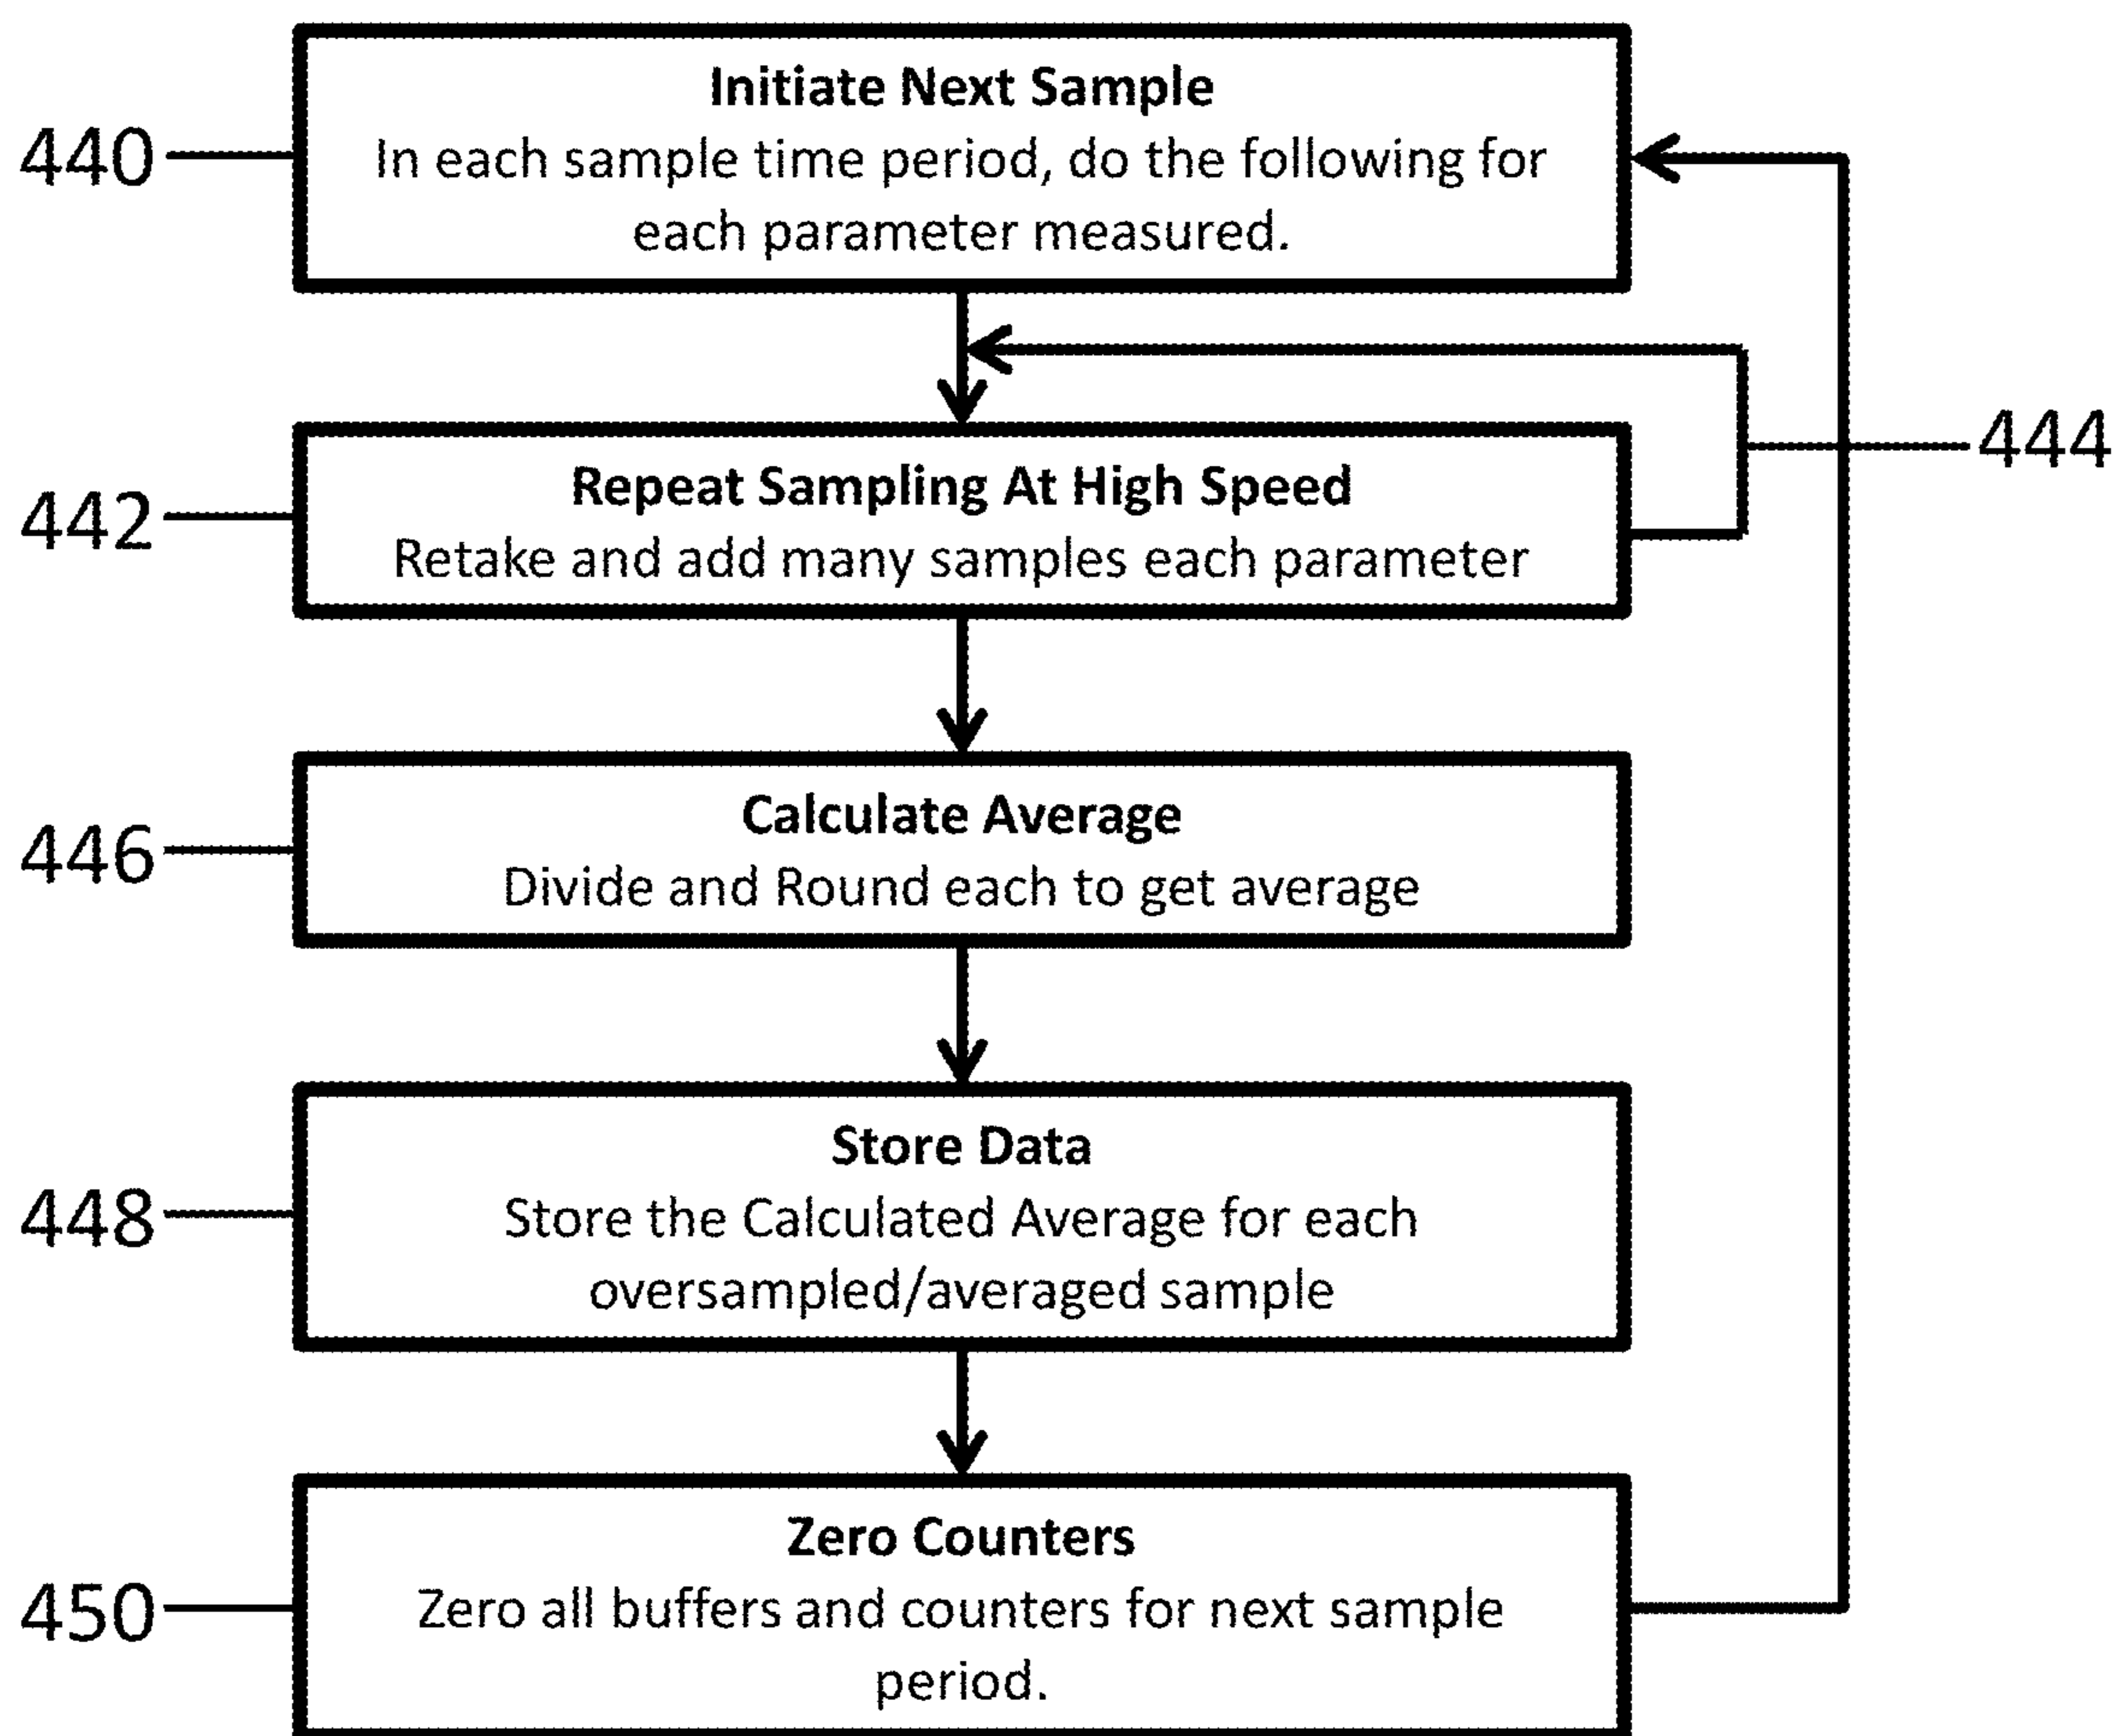 Initiate Next Sample
440
In each sample time period, do the following for
each parameter measured.
444
Repeat Sampling At High Speed
442
Retake and add many samples each parameter
Calculate Average
446
Divide and Round each to get average
Store Data
448
Store the Calculated Average for each
oversampled/averaged sample
Zero Counters
450
Zero all buffers and counters for next sample
period.